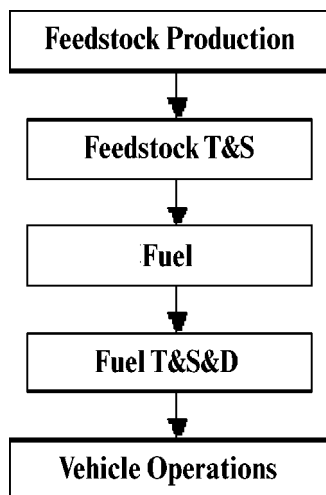 Feedstock Production
Feedstock T&S
Fuel
Fuel T&S&D
Vehicle Operations